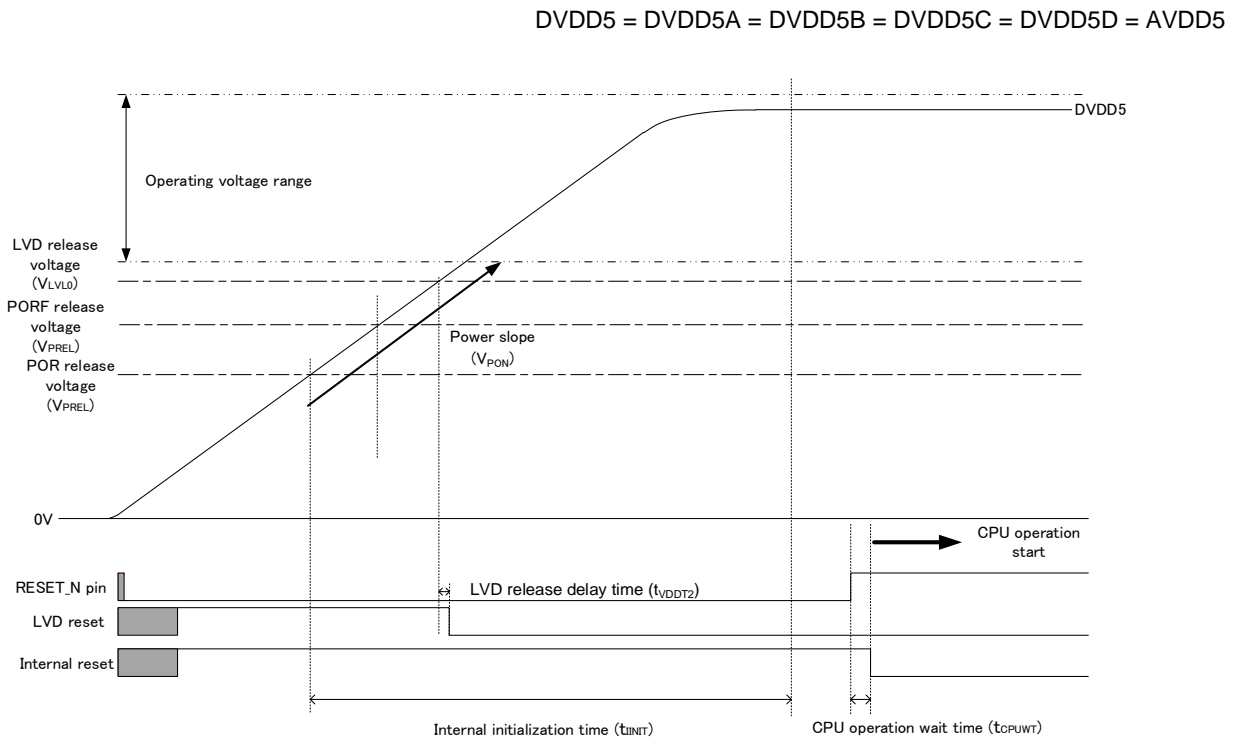 DVDD5 = DVDD5A = DVDD5B = DVDD5C = DVDD5D = AVDD5
DVDD5
Operating voltage range
LVD release
voltage
(VLVL0)
PORF release
voltage
(VPREL)
POR release
voltage
(VPREL)
Power slope
(VPON)
0V
CPU operation
start
RESET_N pin
LVD release delay time (tVDDT2)
LVD reset
Internal reset
Internal initialization time (tIINIT)
CPU operation wait time (tCPUWT)